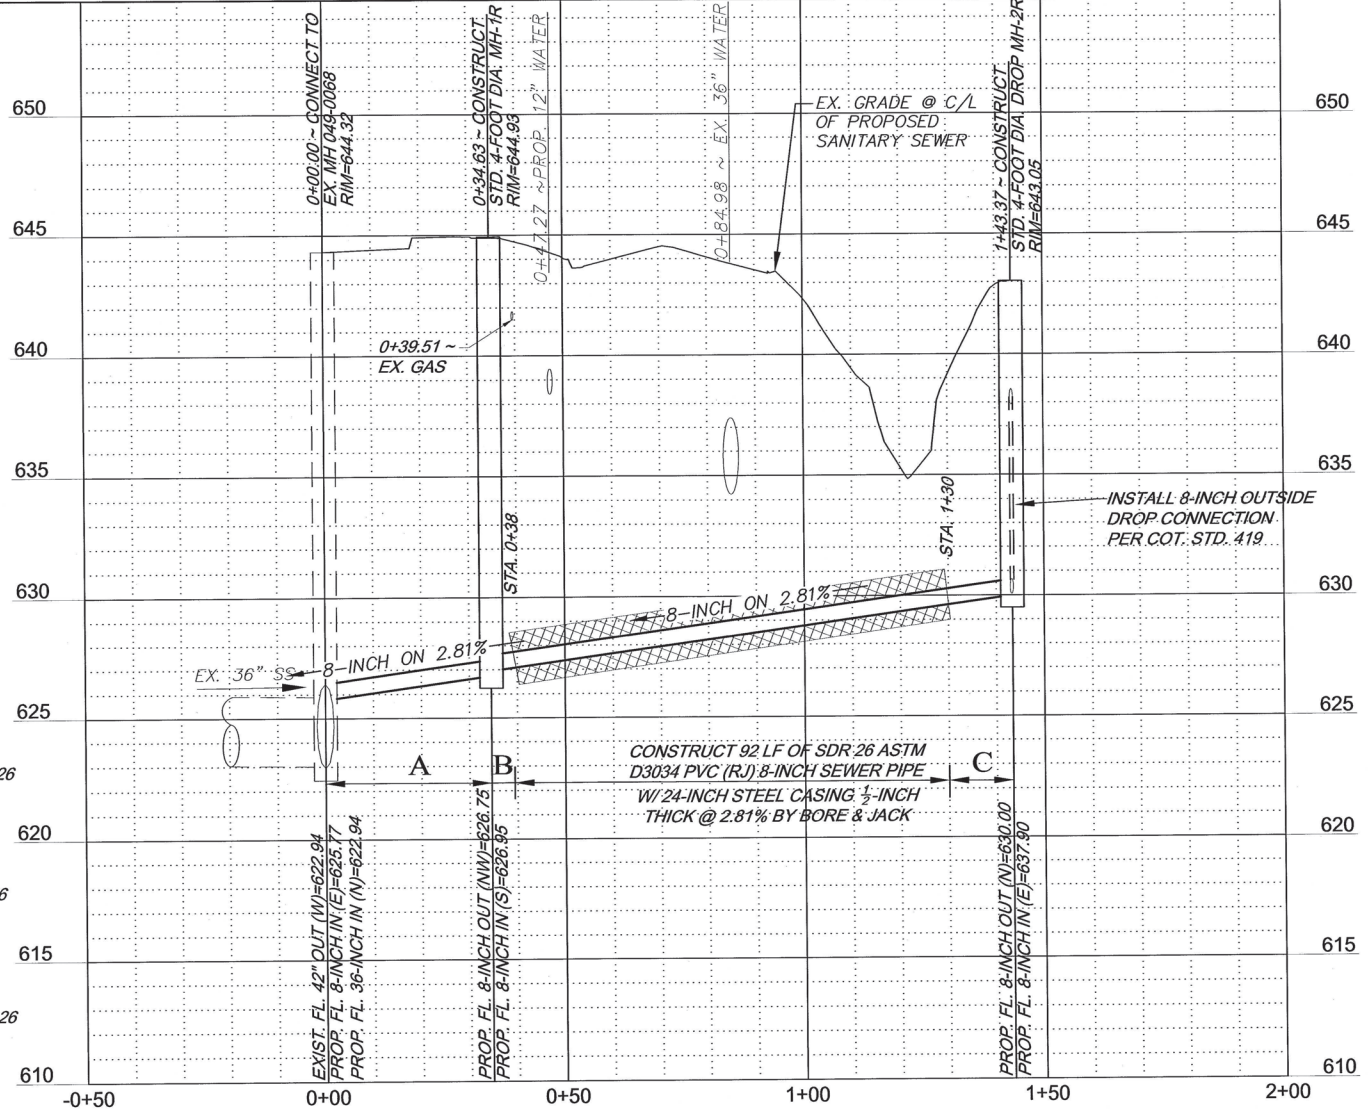 0+00.00 ~ CONNECT TO
EX. MH 049-0068
RIM=644.32
0+34.63 ~ CONSTRUCT
STD. 4-FOOT DIA. MH-1R
RIM=644.93
0+47.27 ~PROP. 12" WATER
0+84.98 ~ EX. 36" WATER
1+43.37 ~ CONSTRUCT
STD. 4-FOOT DIA. DROP MH-2R
RIM=643.05
EX. GRADE @ C/L
OF PROPOSED
SANITARY SEWER
650
650
645
645
640
640
635
635
630
630
625
625
620
620
615
615
610
610
0+39.51 ~
EX. GAS
STA. 0+38
STA. 1+30
INSTALL 8-INCH OUTSIDE
DROP CONNECTION
PER COT. STD. 419
8-INCH ON 2.81%
8-INCH ON 2.81%
EX. 36" SS
A
B
C
CONSTRUCT 92 LF OF SDR 26 ASTM
D3034 PVC (RJ) 8-INCH SEWER PIPE
W/ 24-INCH STEEL CASING ½-INCH
THICK @ 2.81% BY BORE & JACK
26
6
26
EXIST. FL. 42" OUT (W)=622.94
PROP. FL. 8-INCH IN (E)=625.77
PROP. FL. 36-INCH IN (N)=622.94
PROP. FL. 8-INCH OUT (NW)=626.75
PROP. FL. 8-INCH IN (S)=626.95
PROP. FL. 8-INCH OUT (N)=630.00
PROP. FL. 8-INCH IN (E)=637.90
-0+50
0+00
0+50
1+00
1+50
2+00